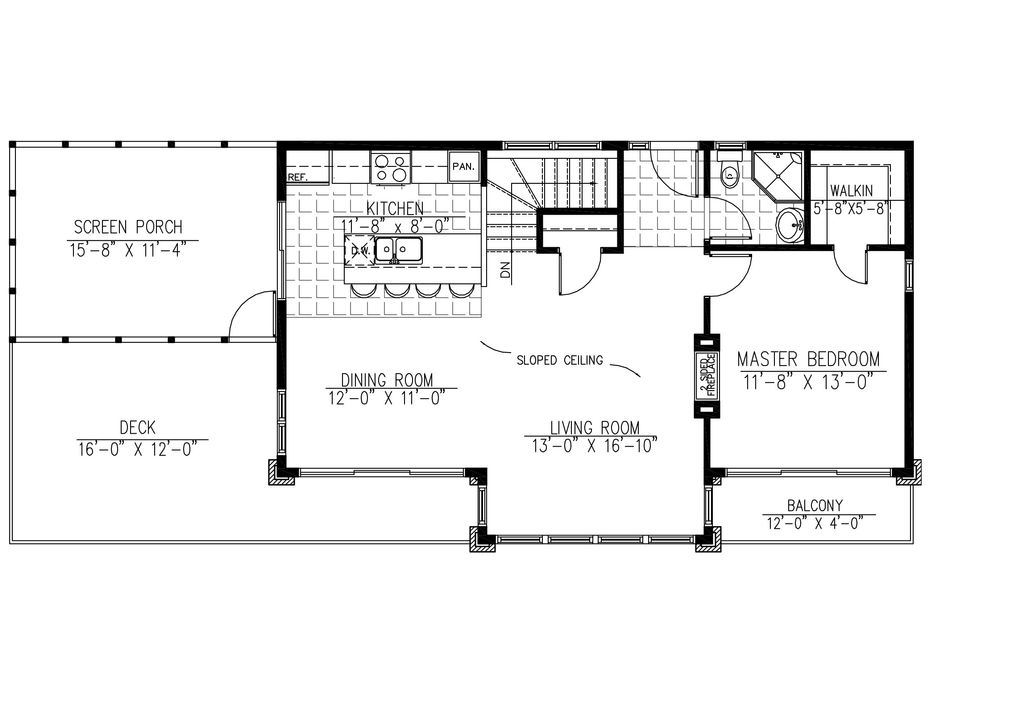 REF.
PAN.
KITCHEN
11'-8" x 8'-0"
D.W.
SCREEN PORCH
15'-8" X 11'-4"
DN
WALKIN
5'-8"X5'-8"
SLOPED CEILING
2 SIDED
FIREPLACE
MASTER BEDROOM
11'-8" X 13'-0"
DINING ROOM
12'-0" X 11'-0"
DECK
16'-0" X 12'-0"
LIVING ROOM
13'-0" X 16'-10"
BALCONY
12'-0" X 4'-0"